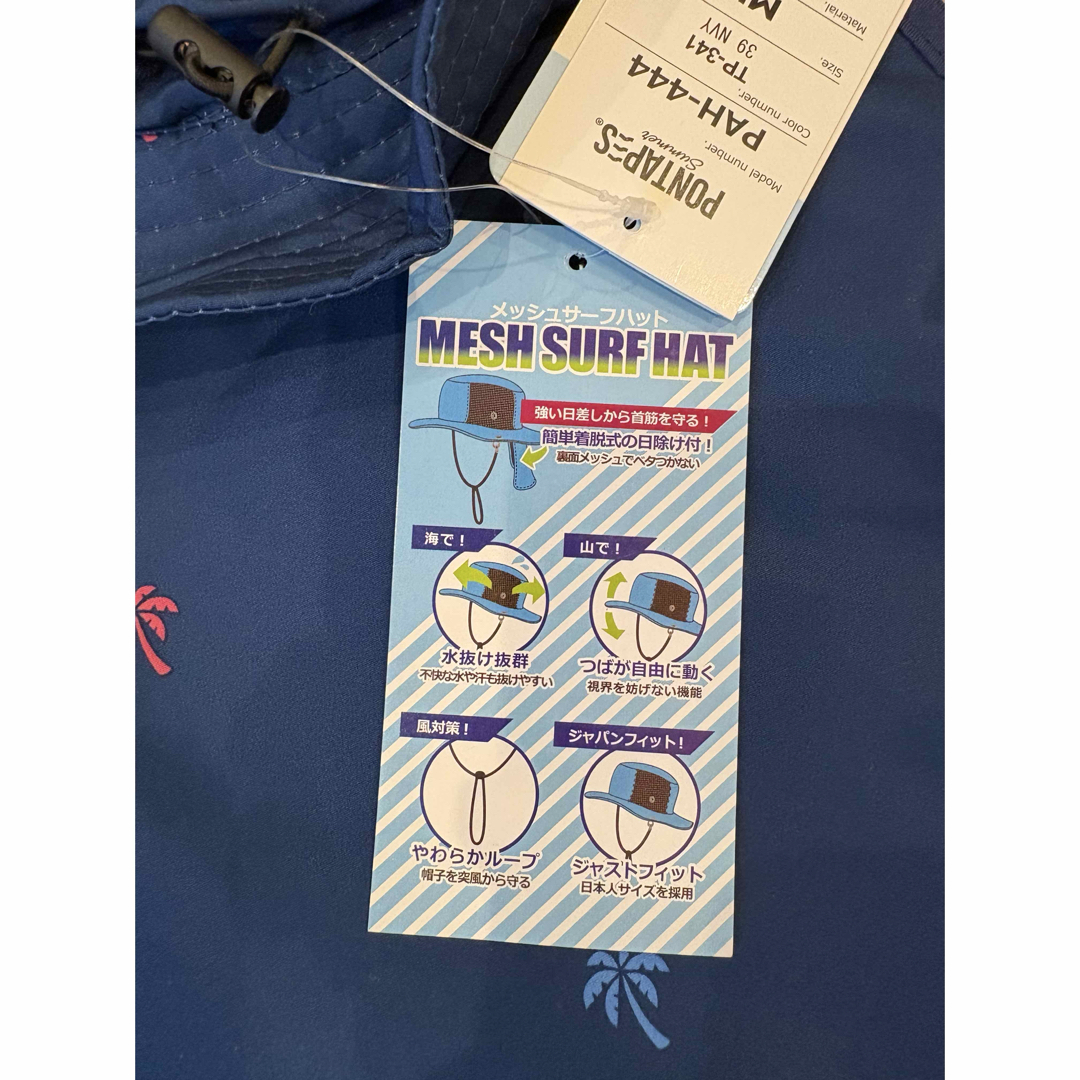 PONTAPES®
Summer
Model number.
PAH-444
Color number.
TP-341
39 NVY
Size.
Material.
メッシュサーフハット
MESH SURF HAT
強い日差しから首筋を守る！
簡単着脱式の日除け付！
裏面メッシュでベタつかない
海で！
水抜け抜群
不快な水や汗も抜けやすい
山で！
つばが自由に動く
視界を妨げない機能
風対策！
やわらかループ
帽子を突風から守る
ジャパンフィット！
ジャストフィット
日本人サイズを採用